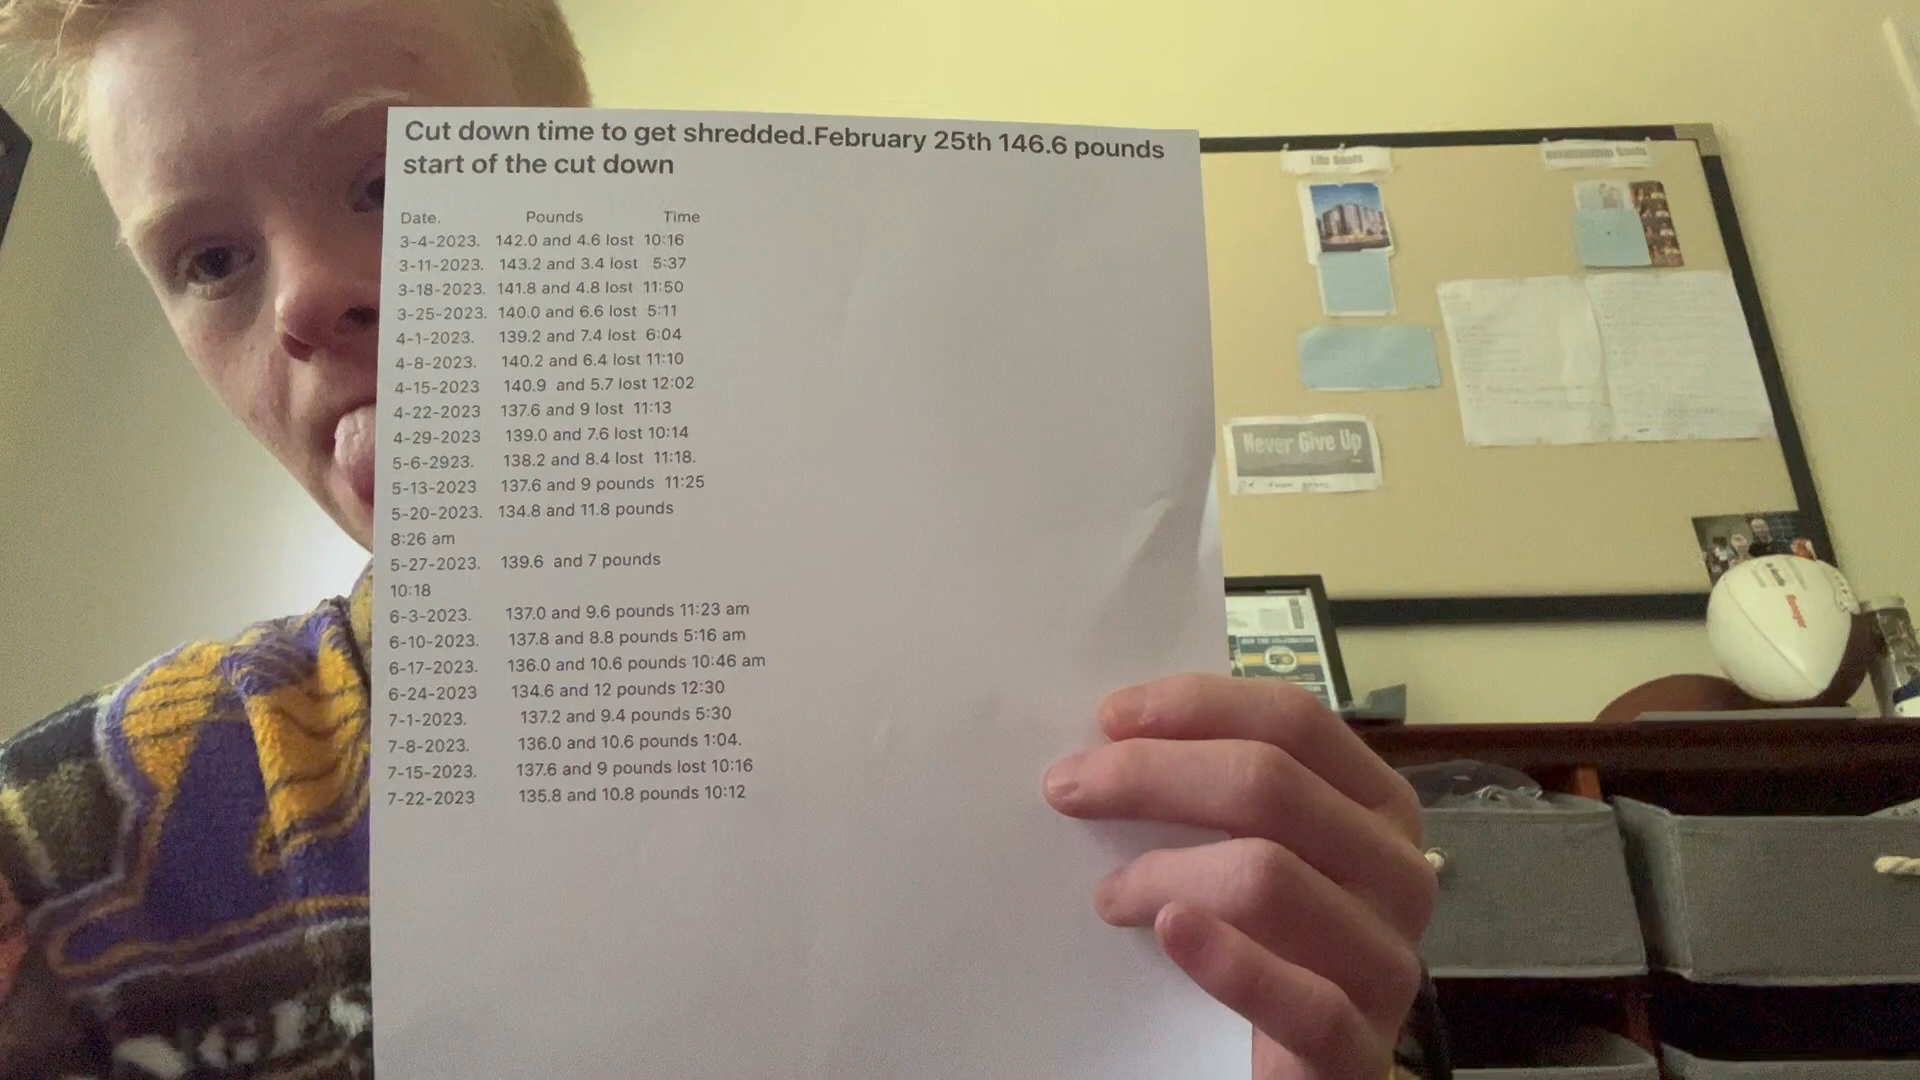 Cut down time to get shredded.February 25th 146.6 pounds
start of the cut down
Date. Pounds Time
3-4-2023. 142.0 and 4.6 lost 10:16
3-11-2023. 143.2 and 3.4 lost 5:37
3-18-2023. 141.8 and 4.8 lost 11:50
3-25-2023. 140.0 and 6.6 lost 5:11
4-1-2023. 139.2 and 7.4 lost 6:04
4-8-2023. 140.2 and 6.4 lost 11:10
4-15-2023 140.9 and 5.7 lost 12:02
4-22-2023 137.6 and 9 lost 11:13
4-29-2023 139.0 and 7.6 lost 10:14
5-6-2923. 138.2 and 8.4 lost 11:18.
5-13-2023 137.6 and 9 pounds 11:25
5-20-2023. 134.8 and 11.8 pounds
8:26 am
5-27-2023. 139.6 and 7 pounds
10:18
6-3-2023. 137.0 and 9.6 pounds 11:23 am
6-10-2023. 137.8 and 8.8 pounds 5:16 am
6-17-2023. 136.0 and 10.6 pounds 10:46 am
6-24-2023 134.6 and 12 pounds 12:30
7-1-2023. 137.2 and 9.4 pounds 5:30
7-8-2023. 136.0 and 10.6 pounds 1:04.
7-15-2023. 137.6 and 9 pounds lost 10:16
7-22-2023 135.8 and 10.8 pounds 10:12
Life Goals
Never Give Up
50